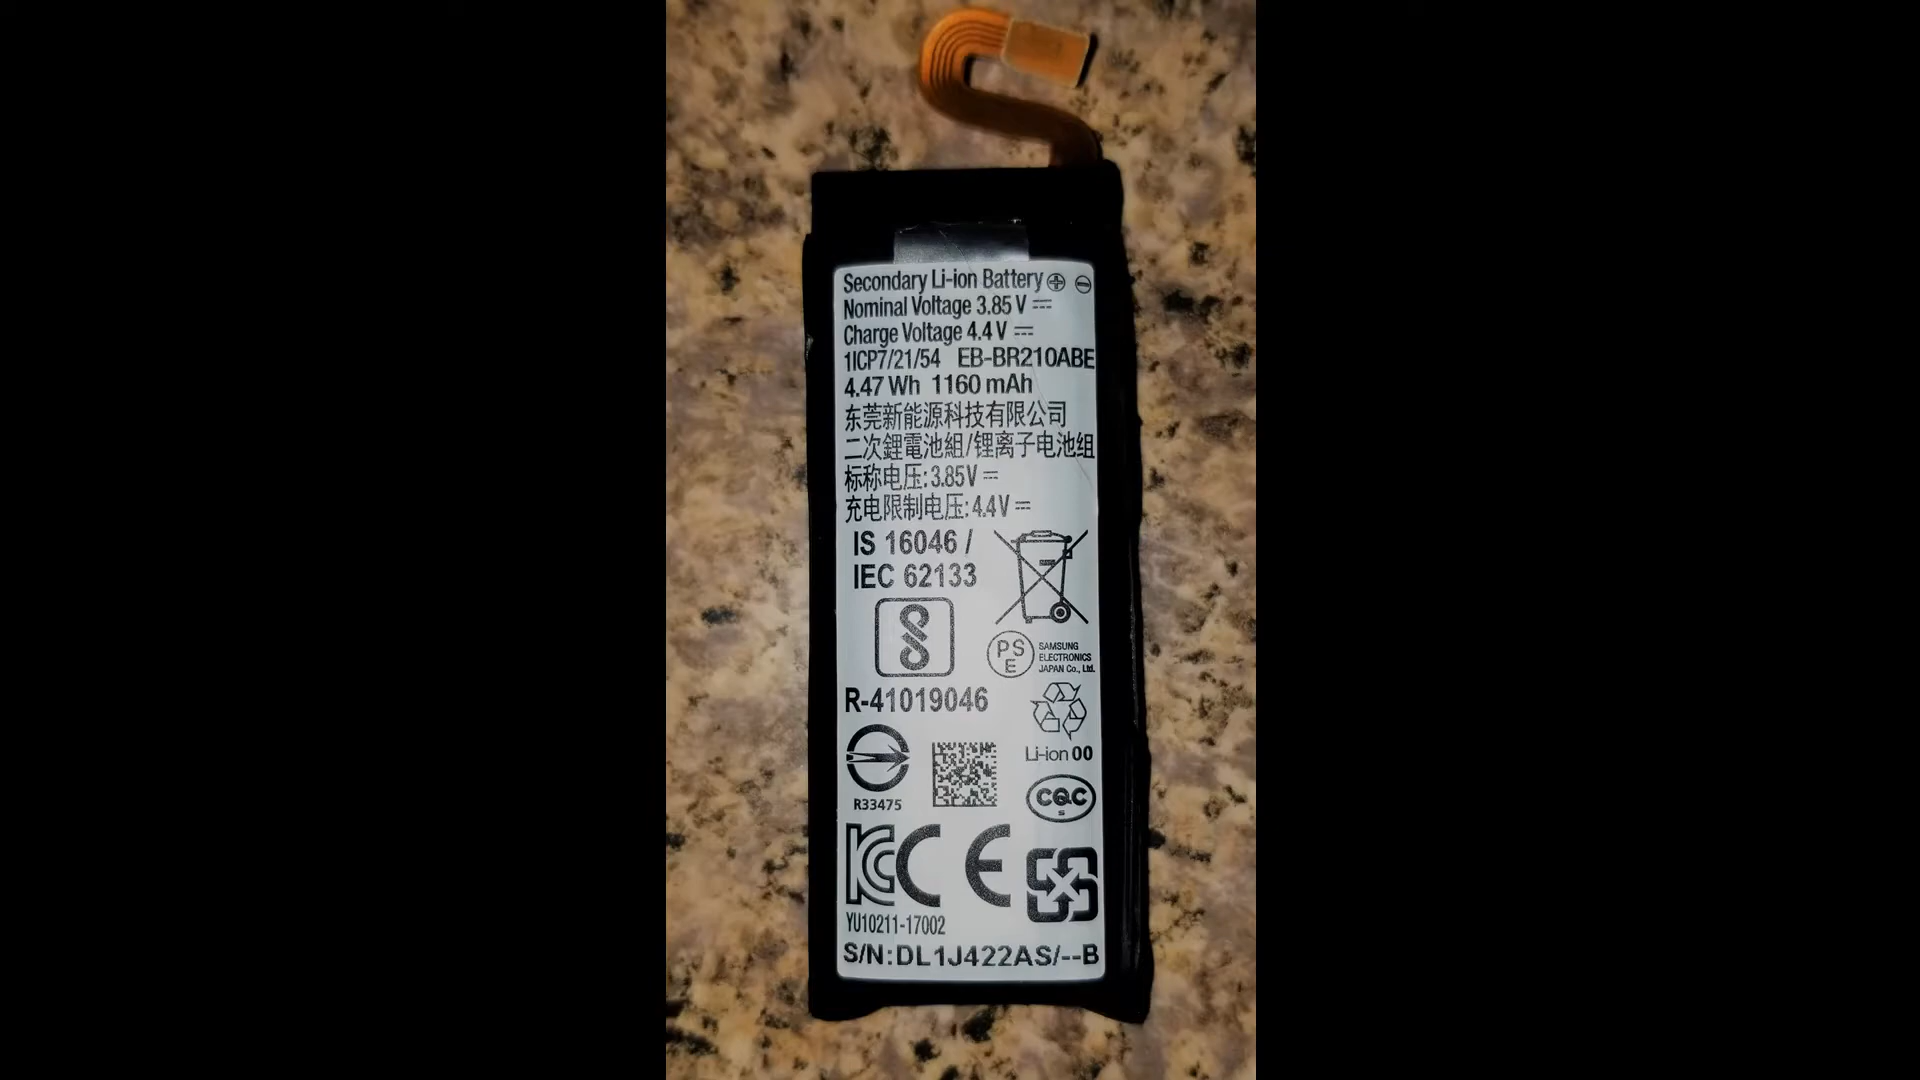 Secondary Li-ion Battery ⊕ ⊖
Nominal Voltage 3.85 V ⎓
Charge Voltage 4.4 V ⎓
1ICP7/21/54 EB-BR210ABE
4.47 Wh 1160 mAh
东莞新能源科技有限公司
二次鋰電池組/锂离子电池组
标称电压:3.85V ⎓
充电限制电压:4.4V ⎓
IS 16046 /
IEC 62133
PS
E
SAMSUNG
ELECTRONICS
JAPAN Co., Ltd.
R-41019046
Li-ion 00
R33475
CQC
S
KC CE
YU10211-17002
S/N:DL1J422AS/--B